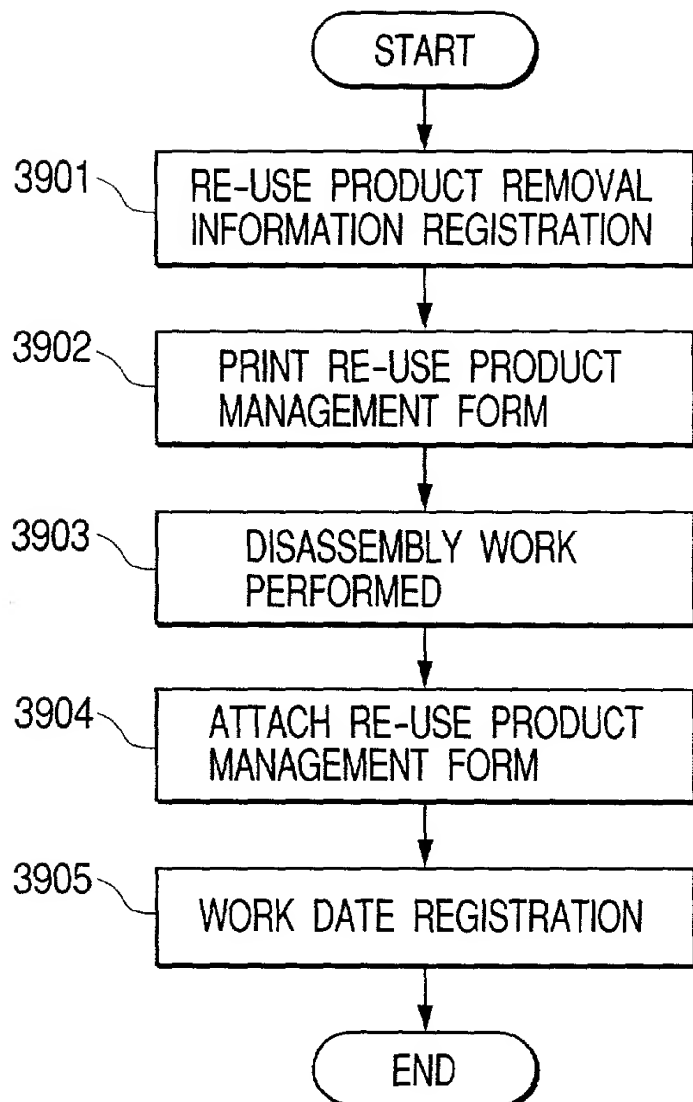 START
3901
RE-USE PRODUCT REMOVAL
INFORMATION REGISTRATION
3902
PRINT RE-USE PRODUCT
MANAGEMENT FORM
3903
DISASSEMBLY WORK
PERFORMED
3904
ATTACH RE-USE PRODUCT
MANAGEMENT FORM
3905
WORK DATE REGISTRATION
END